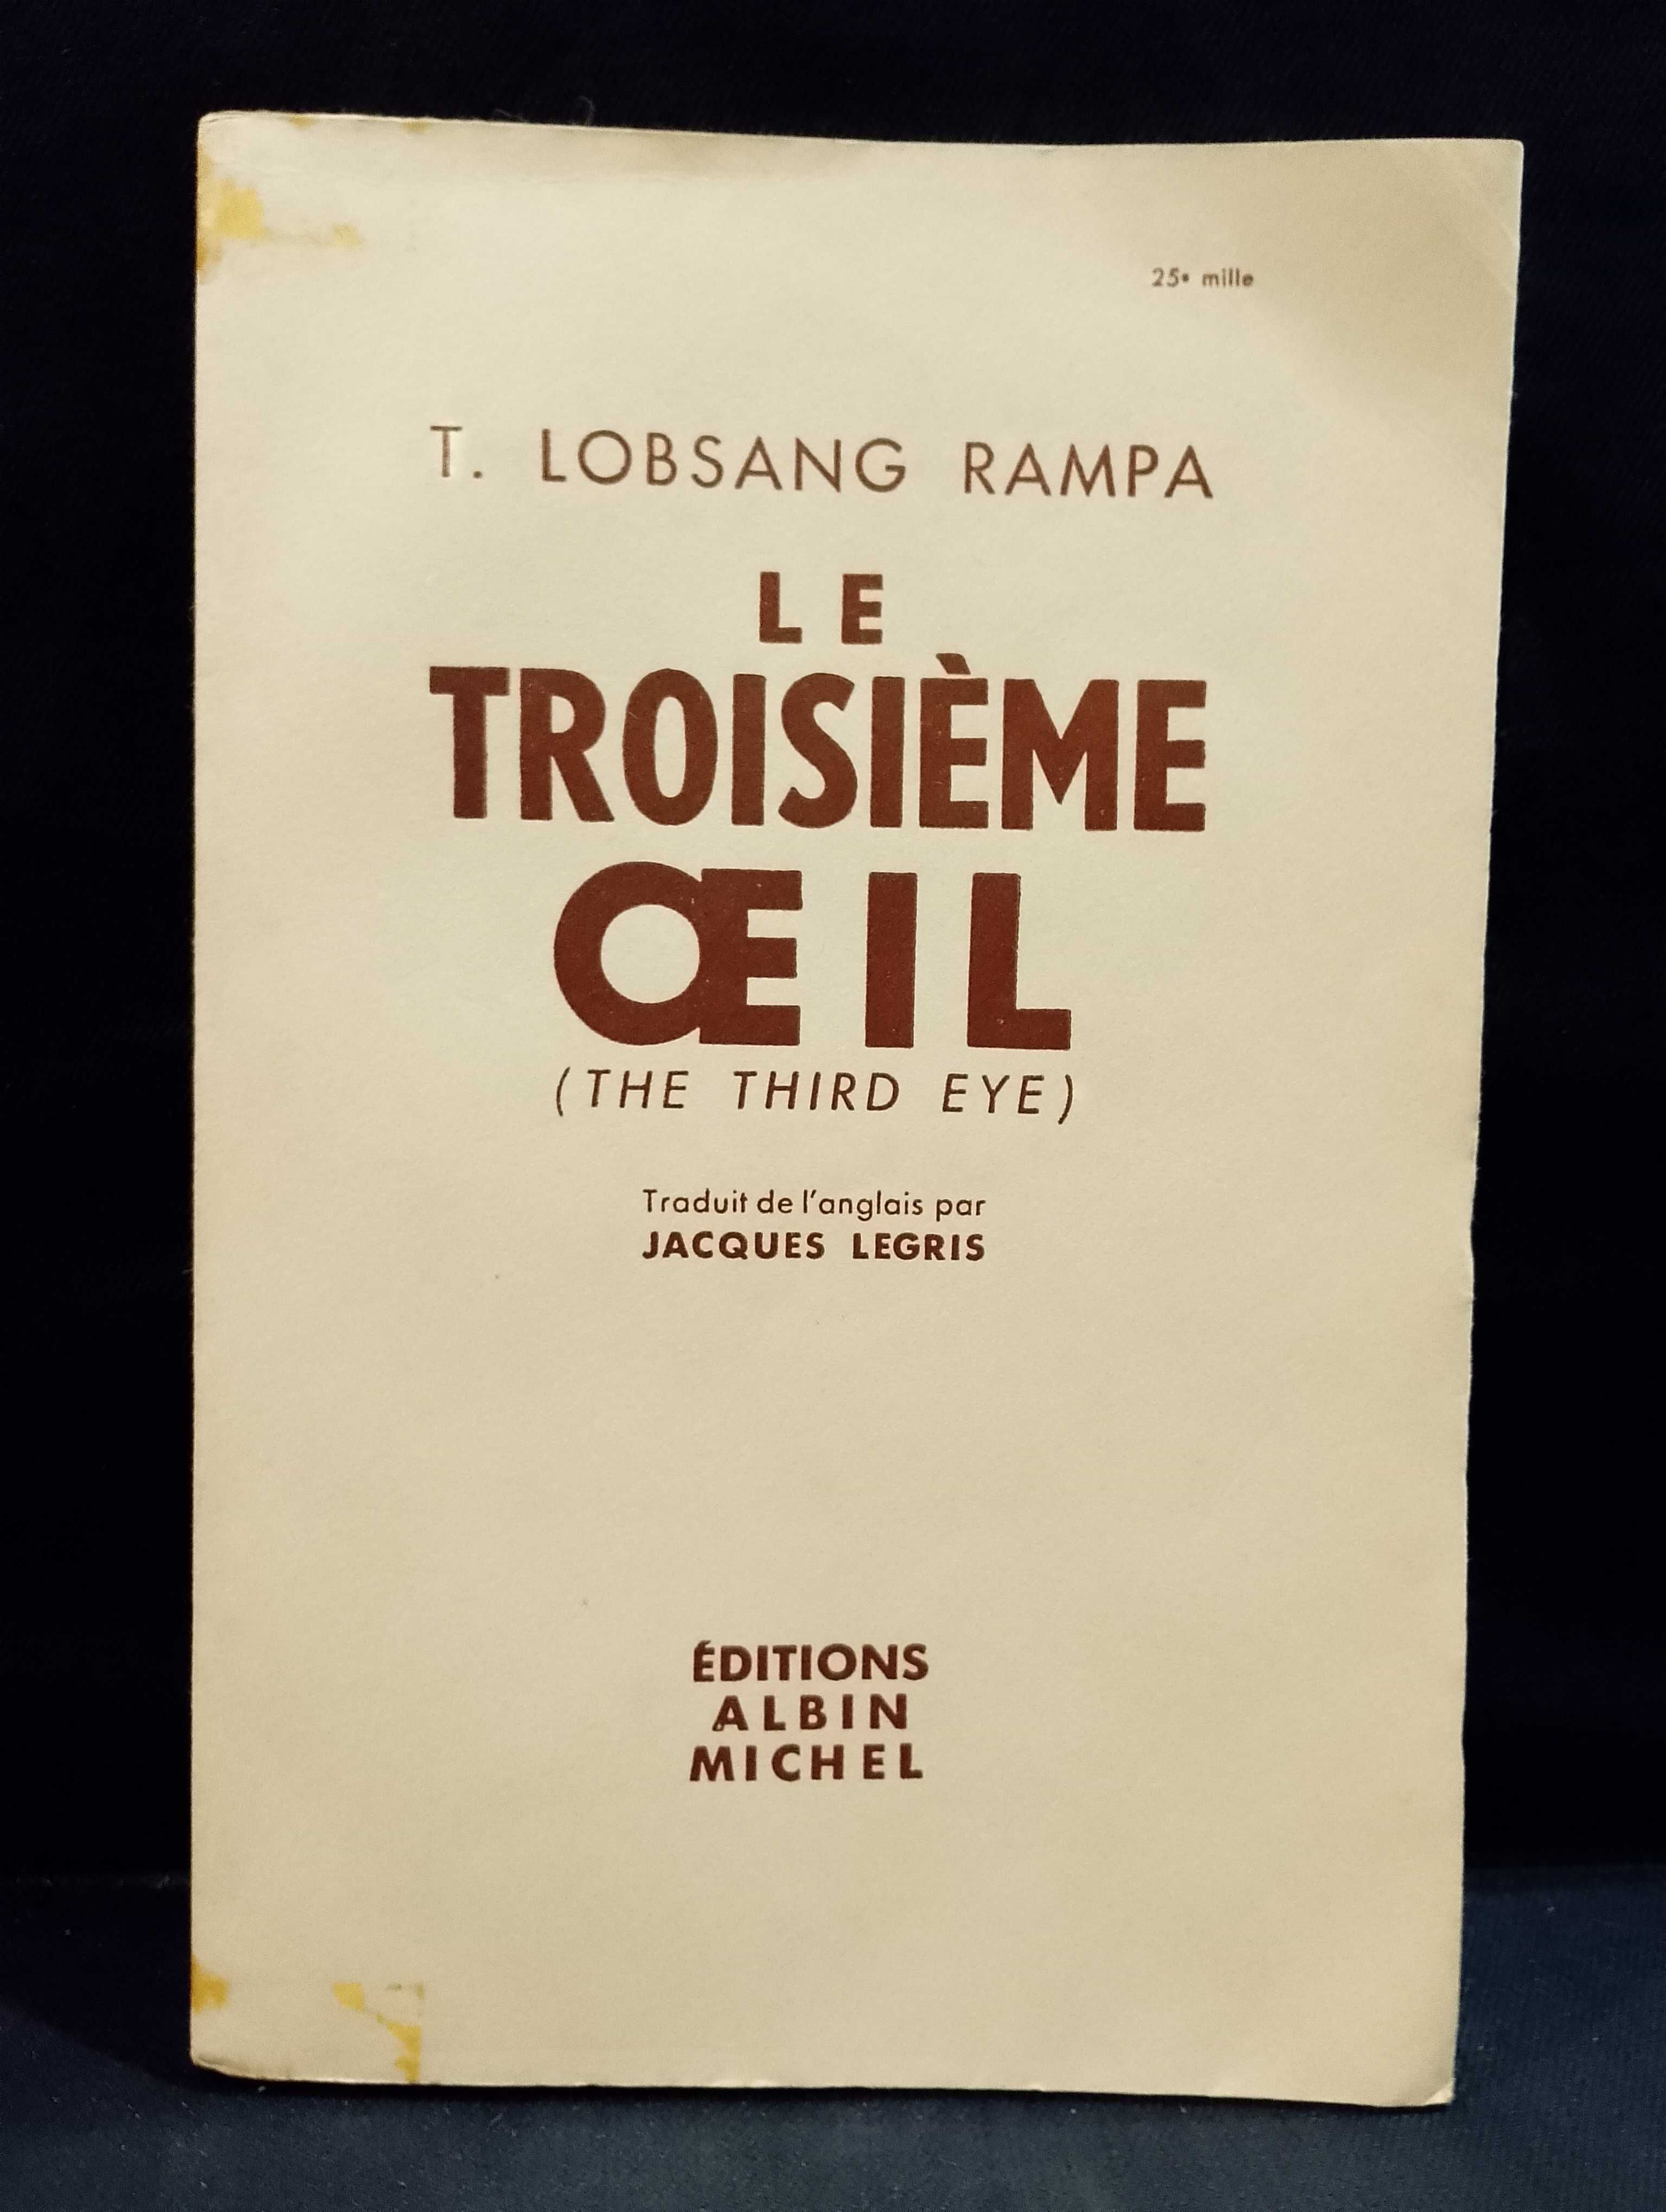 25e mille
T. LOBSANG RAMPA
LE
TROISIÈME
ŒIL
(THE THIRD EYE)
Traduit de l'anglais par
JACQUES LEGRIS
ÉDITIONS
ALBIN
MICHEL